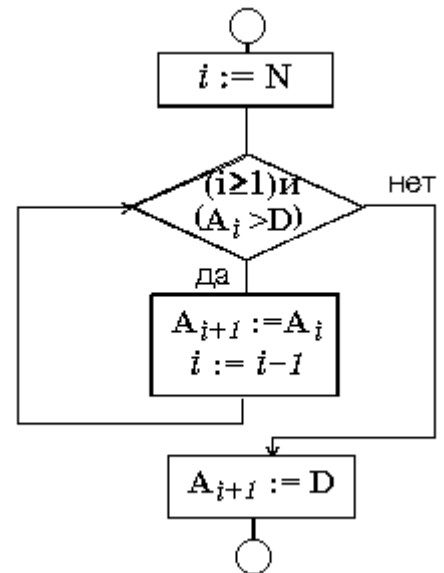 i := N
(i≥1)и
(A_i >D)
нет
да
A_{i+1} :=A_i
i := i−1
A_{i+1} := D